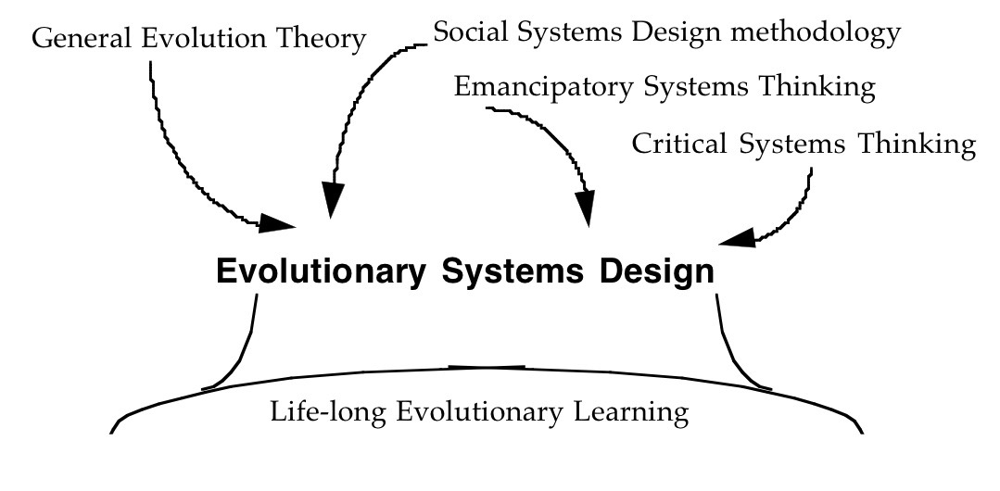 General Evolution Theory
Social Systems Design methodology
Emancipatory Systems Thinking
Critical Systems Thinking
Evolutionary Systems Design
Life-long Evolutionary Learning